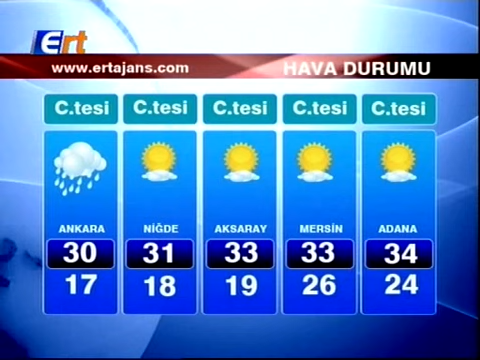 Ert
www.ertajans.com
HAVA DURUMU
C.tesi C.tesi C.tesi C.tesi C.tesi
ANKARA NİĞDE AKSARAY MERSİN ADANA
30 31 33 33 34
17 18 19 26 24